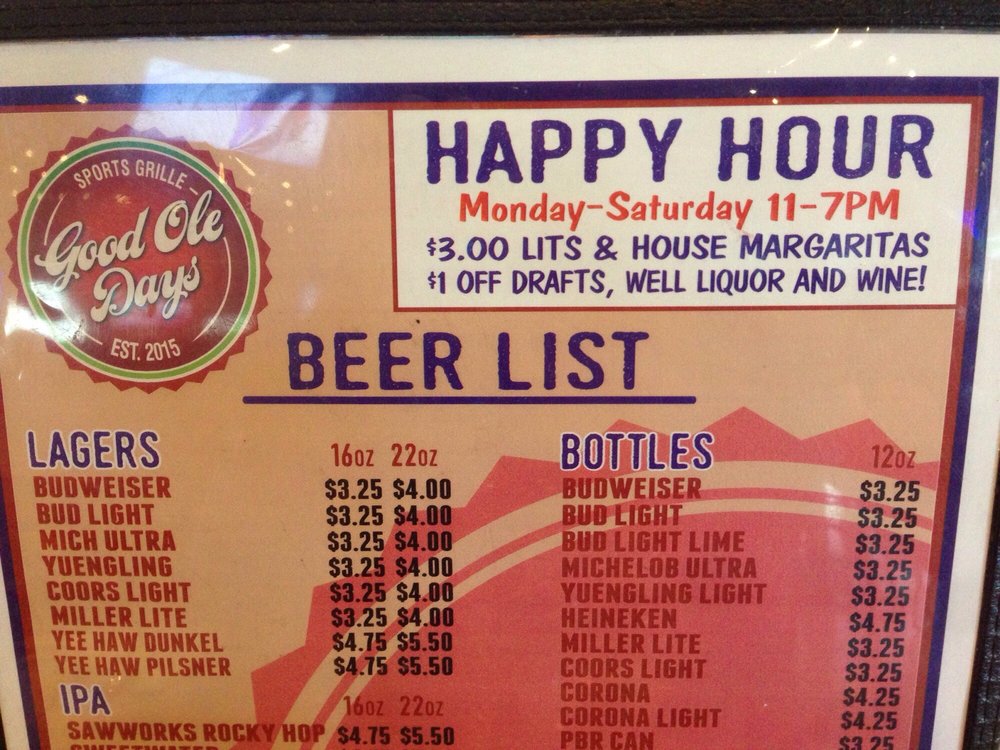 SPORTS GRILLE
Good Ole
Days
EST. 2015
HAPPY HOUR
Monday-Saturday 11-7PM
$3.00 LITS & HOUSE MARGARITAS
$1 OFF DRAFTS, WELL LIQUOR AND WINE!
BEER LIST
LAGERS 16oz 22oz
BUDWEISER $3.25 $4.00
BUD LIGHT $3.25 $4.00
MICH ULTRA $3.25 $4.00
YUENGLING $3.25 $4.00
COORS LIGHT $3.25 $4.00
MILLER LITE $3.25 $4.00
YEE HAW DUNKEL $4.75 $5.50
YEE HAW PILSNER $4.75 $5.50
IPA 16oz 22oz
SAWWORKS ROCKY HOP $4.75 $5.50
SWEETWATER
BOTTLES 12oz
BUDWEISER $3.25
BUD LIGHT $3.25
BUD LIGHT LIME $3.25
MICHELOB ULTRA $3.25
YUENGLING LIGHT $3.25
HEINEKEN $4.75
MILLER LITE $3.25
COORS LIGHT $3.25
CORONA $4.25
CORONA LIGHT $4.25
PBR CAN $3.25